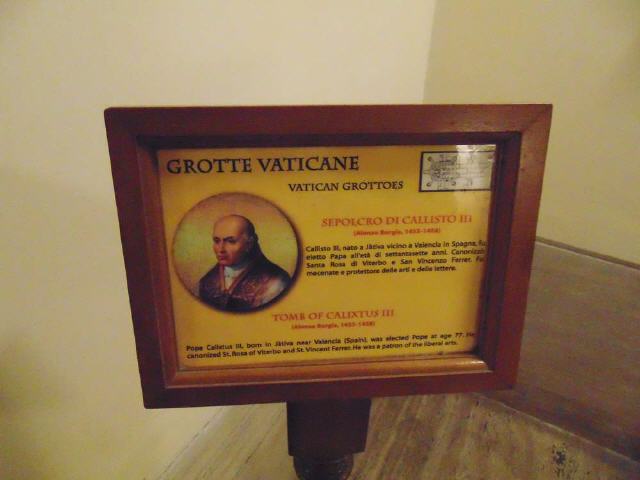 GROTTE VATICANE
VATICAN GROTTOES
SEPOLCRO DI CALLISTO III
(Alonso Borgia, 1455-1458)
Callisto III, nato a Jàtiva vicino a Valencia in Spagna, fu
eletto Papa all'età di settantasette anni. Canonizzò
Santa Rosa di Viterbo e San Vincenzo Ferrer. Fu
mecenate e protettore delle arti e delle lettere.
TOMB OF CALIXTUS III
(Alonso Borgia, 1455-1458)
Pope Calixtus III, born in Jàtiva near Valencia (Spain), was elected Pope at age 77. He
canonized St. Rosa of Viterbo and St. Vincent Ferrer. He was a patron of the liberal arts.